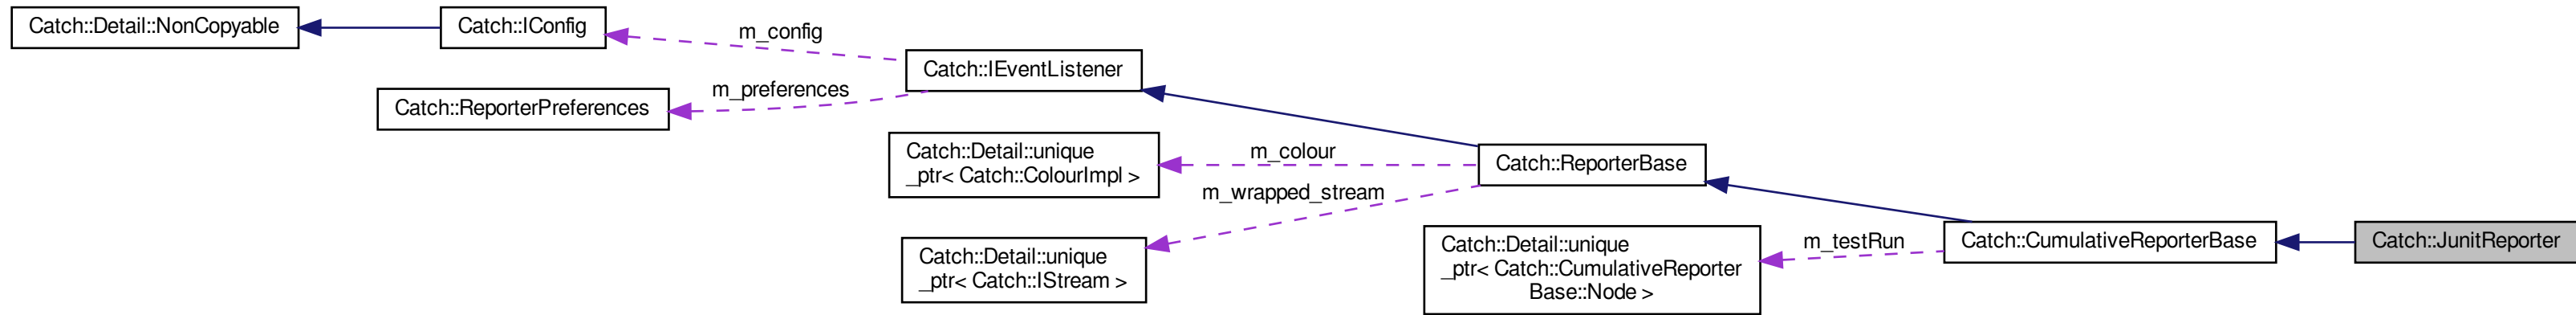 Catch::Detail::NonCopyable
Catch::IConfig
m_config
Catch::IEventListener
m_preferences
Catch::ReporterPreferences
Catch::Detail::unique
_ptr< Catch::ColourImpl >
m_colour
Catch::ReporterBase
m_wrapped_stream
Catch::Detail::unique
_ptr< Catch::IStream >
Catch::Detail::unique
_ptr< Catch::CumulativeReporter
Base::Node >
m_testRun
Catch::CumulativeReporterBase
Catch::JunitReporter